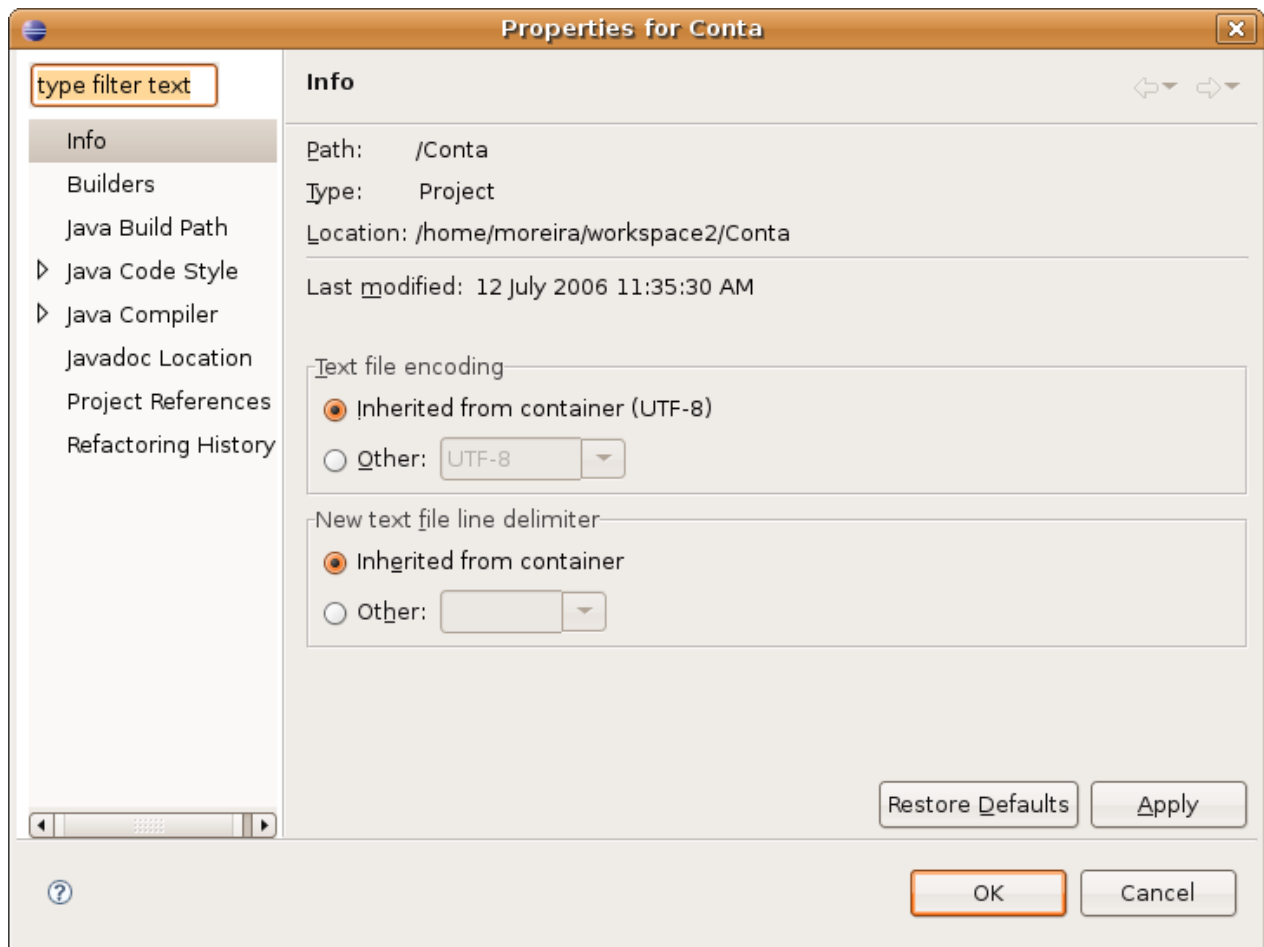 Properties for Conta
type filter text
Info
Builders
Java Build Path
Java Code Style
Java Compiler
Javadoc Location
Project References
Refactoring History
Info
Path: /Conta
Type: Project
Location: /home/moreira/workspace2/Conta
Last modified: 12 July 2006 11:35:30 AM
Text file encoding
Inherited from container (UTF-8)
Other: UTF-8
New text file line delimiter
Inherited from container
Other:
Restore Defaults Apply
OK Cancel